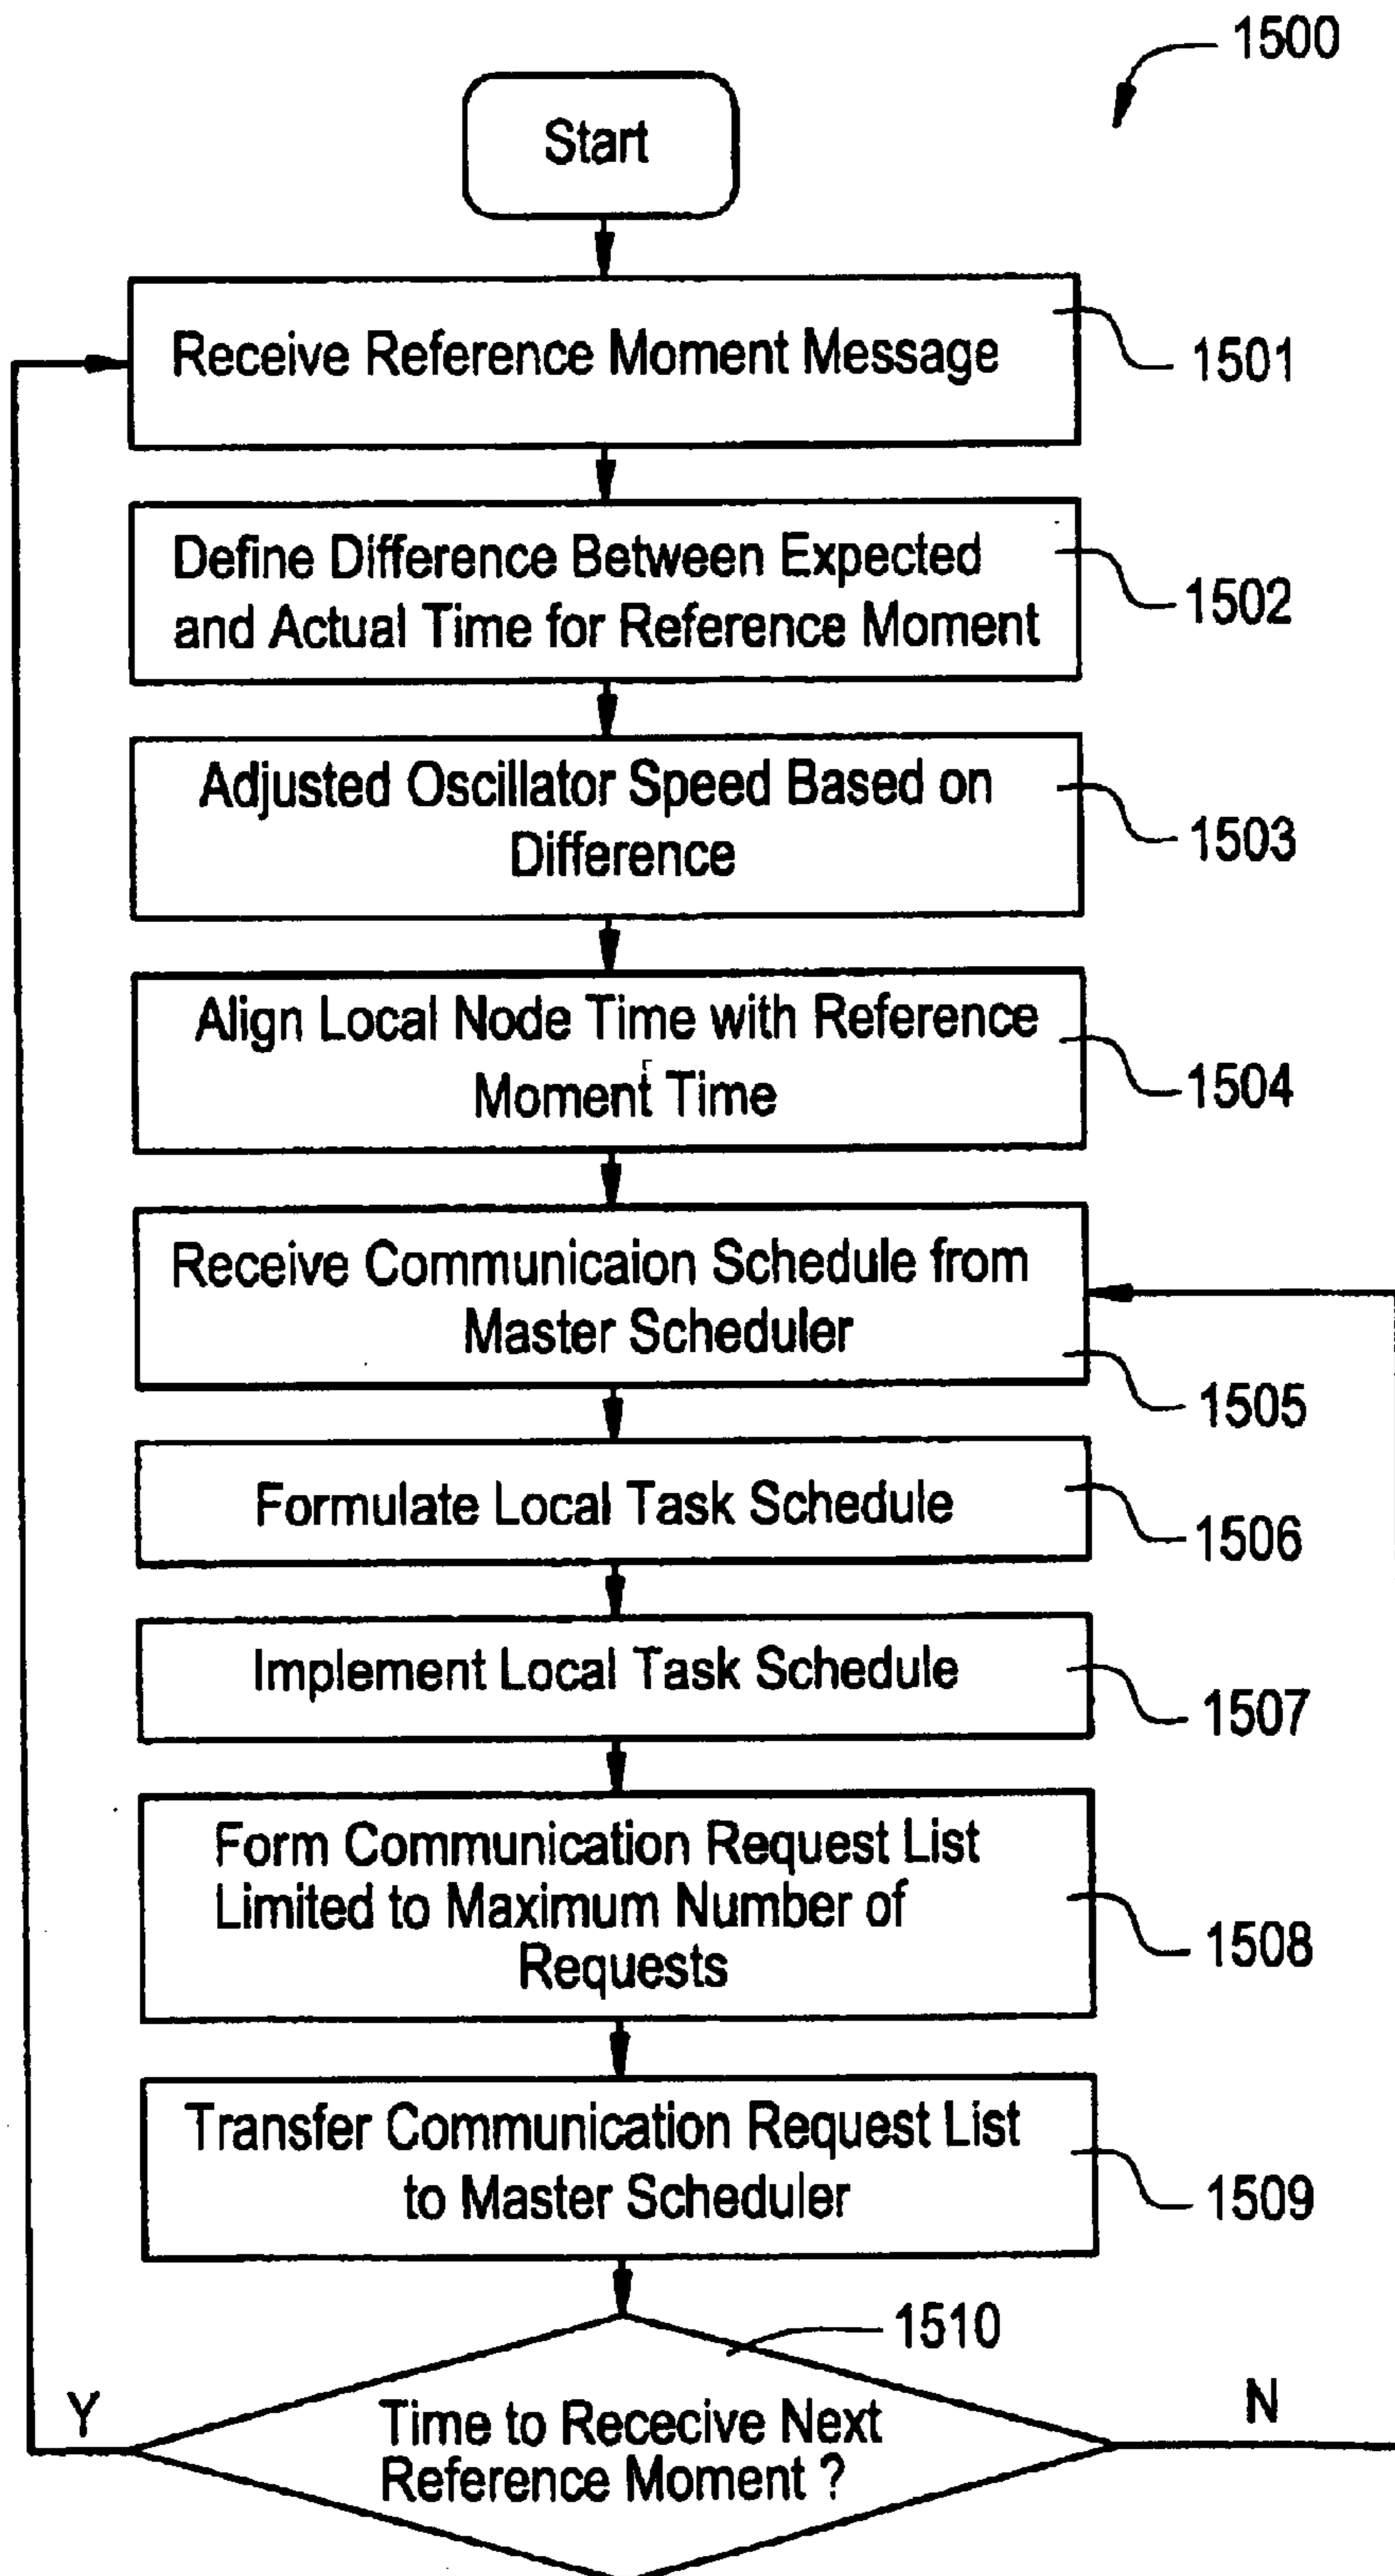 1500
Start
Receive Reference Moment Message
1501
Define Difference Between Expected
and Actual Time for Reference Moment
1502
Adjusted Oscillator Speed Based on
Difference
1503
Align Local Node Time with Reference
Moment Time
1504
Receive Communicaion Schedule from
Master Scheduler
1505
Formulate Local Task Schedule
1506
Implement Local Task Schedule
1507
Form Communication Request List
Limited to Maximum Number of
Requests
1508
Transfer Communication Request List
to Master Scheduler
1509
1510
Y
Time to Rececive Next
Reference Moment ?
N